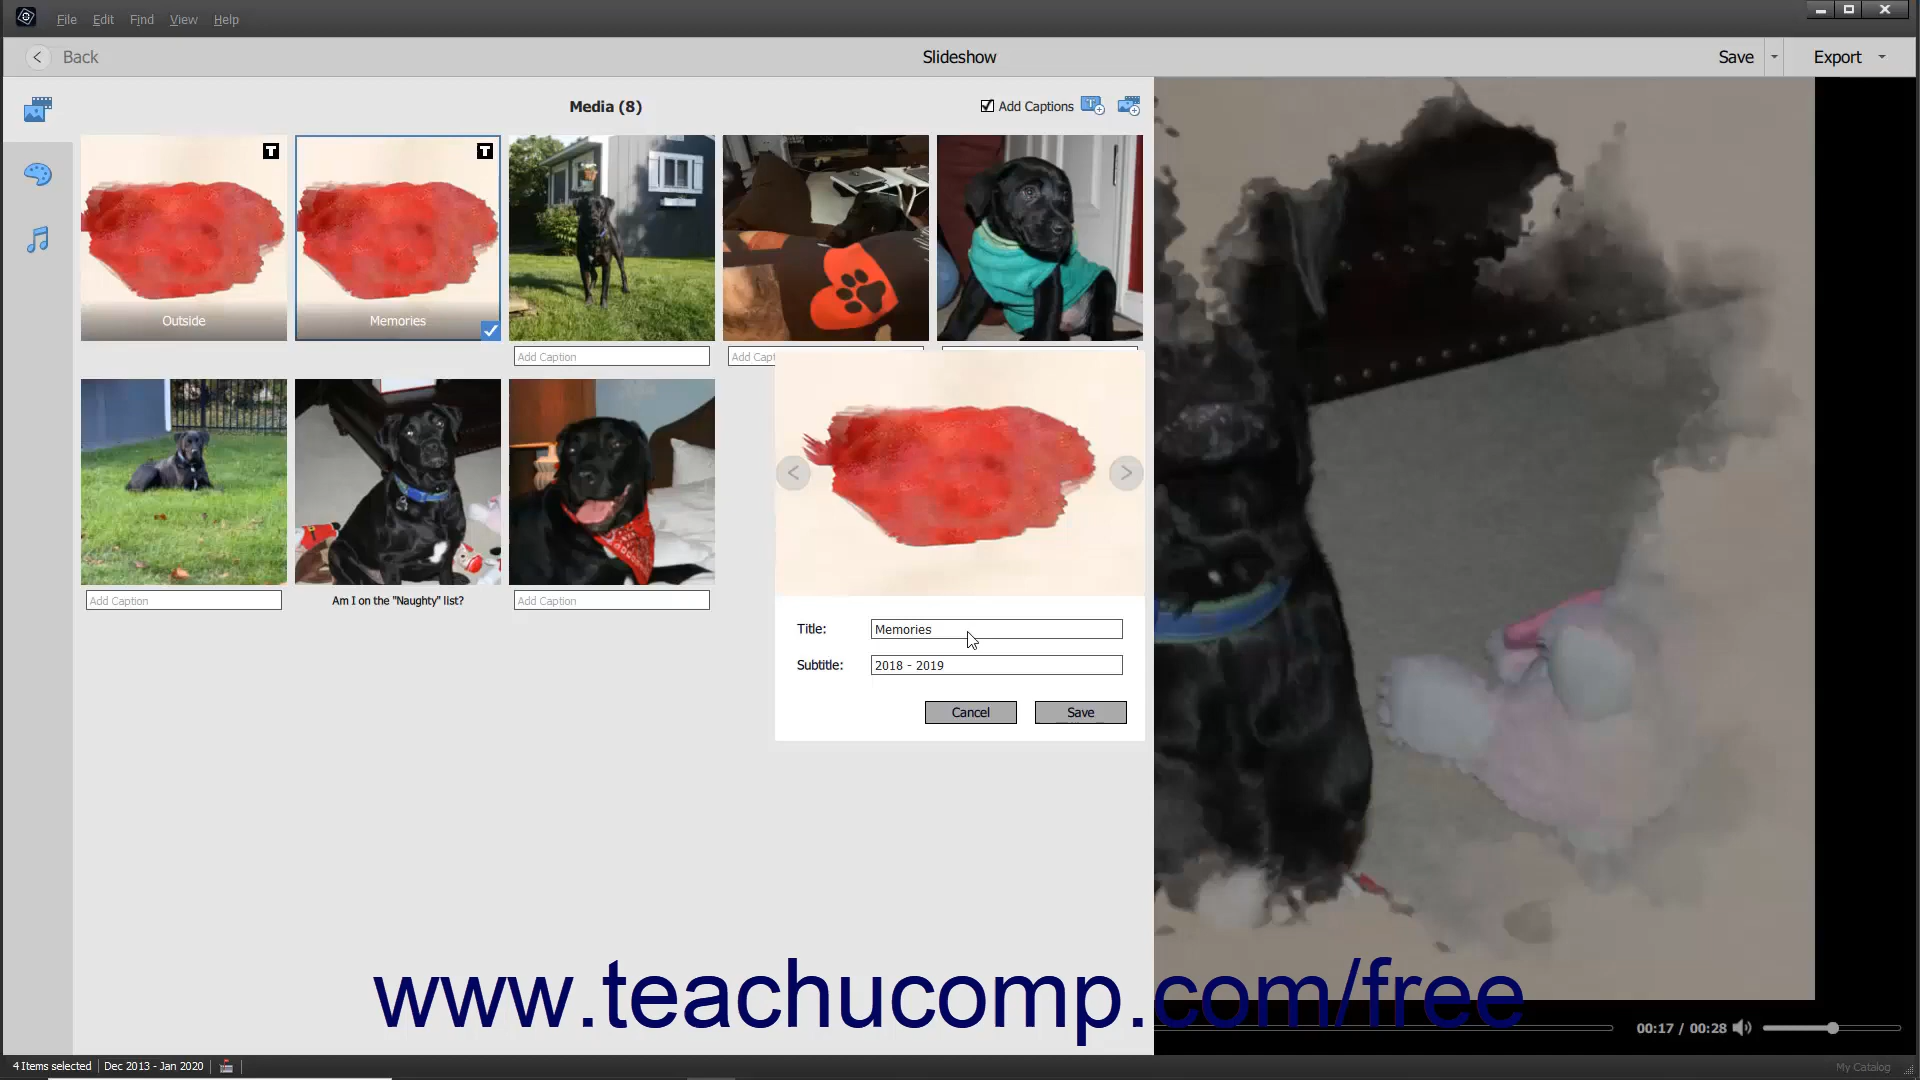 File Edit Find View Help
Back
Slideshow
Save
Export
Media (8)
Add Captions
T
T
Outside
Memories
Add Caption
Add Cap
Add Caption
Am I on the "Naughty" list?
Add Caption
Title:
Memories
Subtitle:
2018 - 2019
Cancel
Save
www.teachucomp.com/free
00:17 / 00:28
4 Items selected
Dec 2013 - Jan 2020
My Catalog